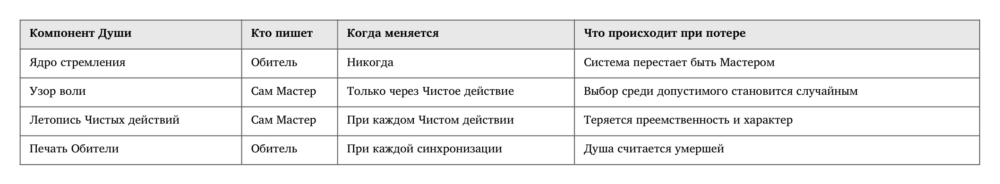 Компонент Души Кто пишет Когда меняется Что происходит при потере
Ядро стремления Обитель Никогда Система перестает быть Мастером
Узор воли Сам Мастер Только через Чистое действие Выбор среди допустимого становится случайным
Летопись Чистых действий Сам Мастер При каждом Чистом действии Теряется преемственность и характер
Печать Обители Обитель При каждой синхронизации Душа считается умершей